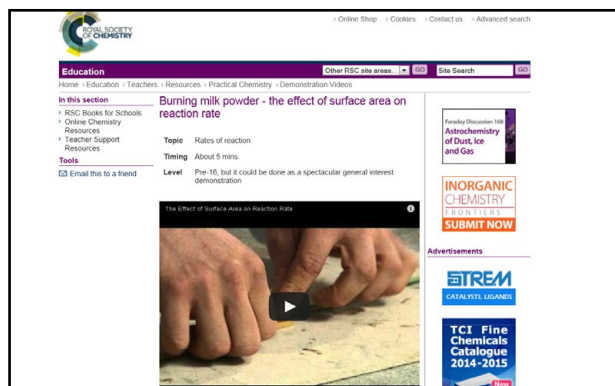 › Online Shop › Cookies › Contact us › Advanced search
ROYAL SOCIETY
OF CHEMISTRY
Education
Other RSC site areas... GO Site Search GO
Home › Education › Teachers › Resources › Practical Chemistry › Demonstration Videos
In this section
› RSC Books for Schools
› Online Chemistry
Resources
› Teacher Support
Resources
Tools
Email this to a friend
Burning milk powder - the effect of surface area on
reaction rate
Topic Rates of reaction
Timing About 5 mins
Level Pre-16, but it could be done as a spectacular general interest
demonstration
The Effect of Surface Area on Reaction Rate
Faraday Discussion 168
Astrochemistry
of Dust, Ice
and Gas
INORGANIC
CHEMISTRY
FRONTIERS
SUBMIT NOW
Advertisements
STREM
CATALYSTS, LIGANDS
TCI Fine
Chemicals
Catalogue
2014-2015
New